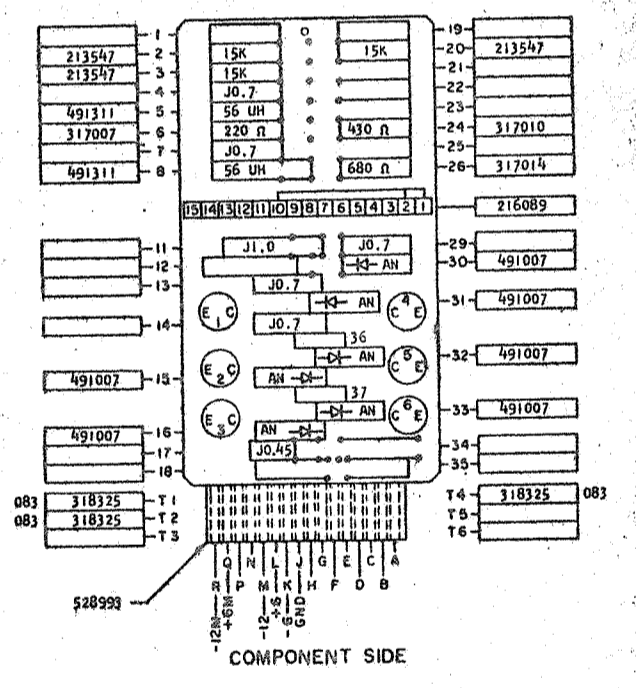 1 19
213547 2 15K 15K 20 213547
213547 3 15K 21
4 J0.7 22
491311 5 56 UH 23
317007 6 220 Ω 430 Ω 24 317010
7 J0.7 25
491311 8 56 UH 680 Ω 26 317014
15 14 13 12 11 10 9 8 7 6 5 4 3 2 1 216089
11 J1.0 J0.7 29
12 AN 30 491007
13 J0.7
AN 31 491007
E 1 C C 4 E
14 J0.7
36
AN 32 491007
E 2 C C 5 E
491007 15 AN
37
AN 33 491007
E 3 C C 6 E
491007 16 AN
17 J0.45 34
18 35
083 318325 T1 T4 318325 083
083 318325 T2 T5
T3 T6
R Q P N M L K J H G F E D C B A
-12M +6M -12 +6 -6 GND
528993
COMPONENT SIDE